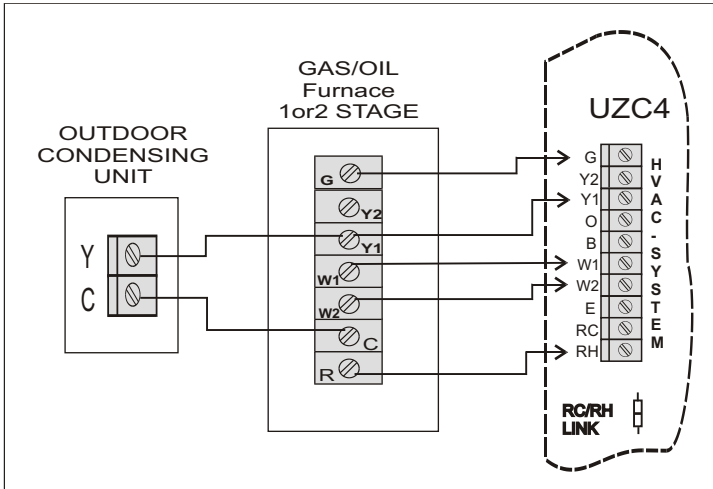 OUTDOOR
CONDENSING
UNIT
Y
C
GAS/OIL
Furnace
1or2 STAGE
G
Y2
Y1
W1
W2
C
R
UZC4
G
Y2
Y1
O
B
W1
W2
E
RC
RH
HVAC-SYSTEM
RC/RH
LINK